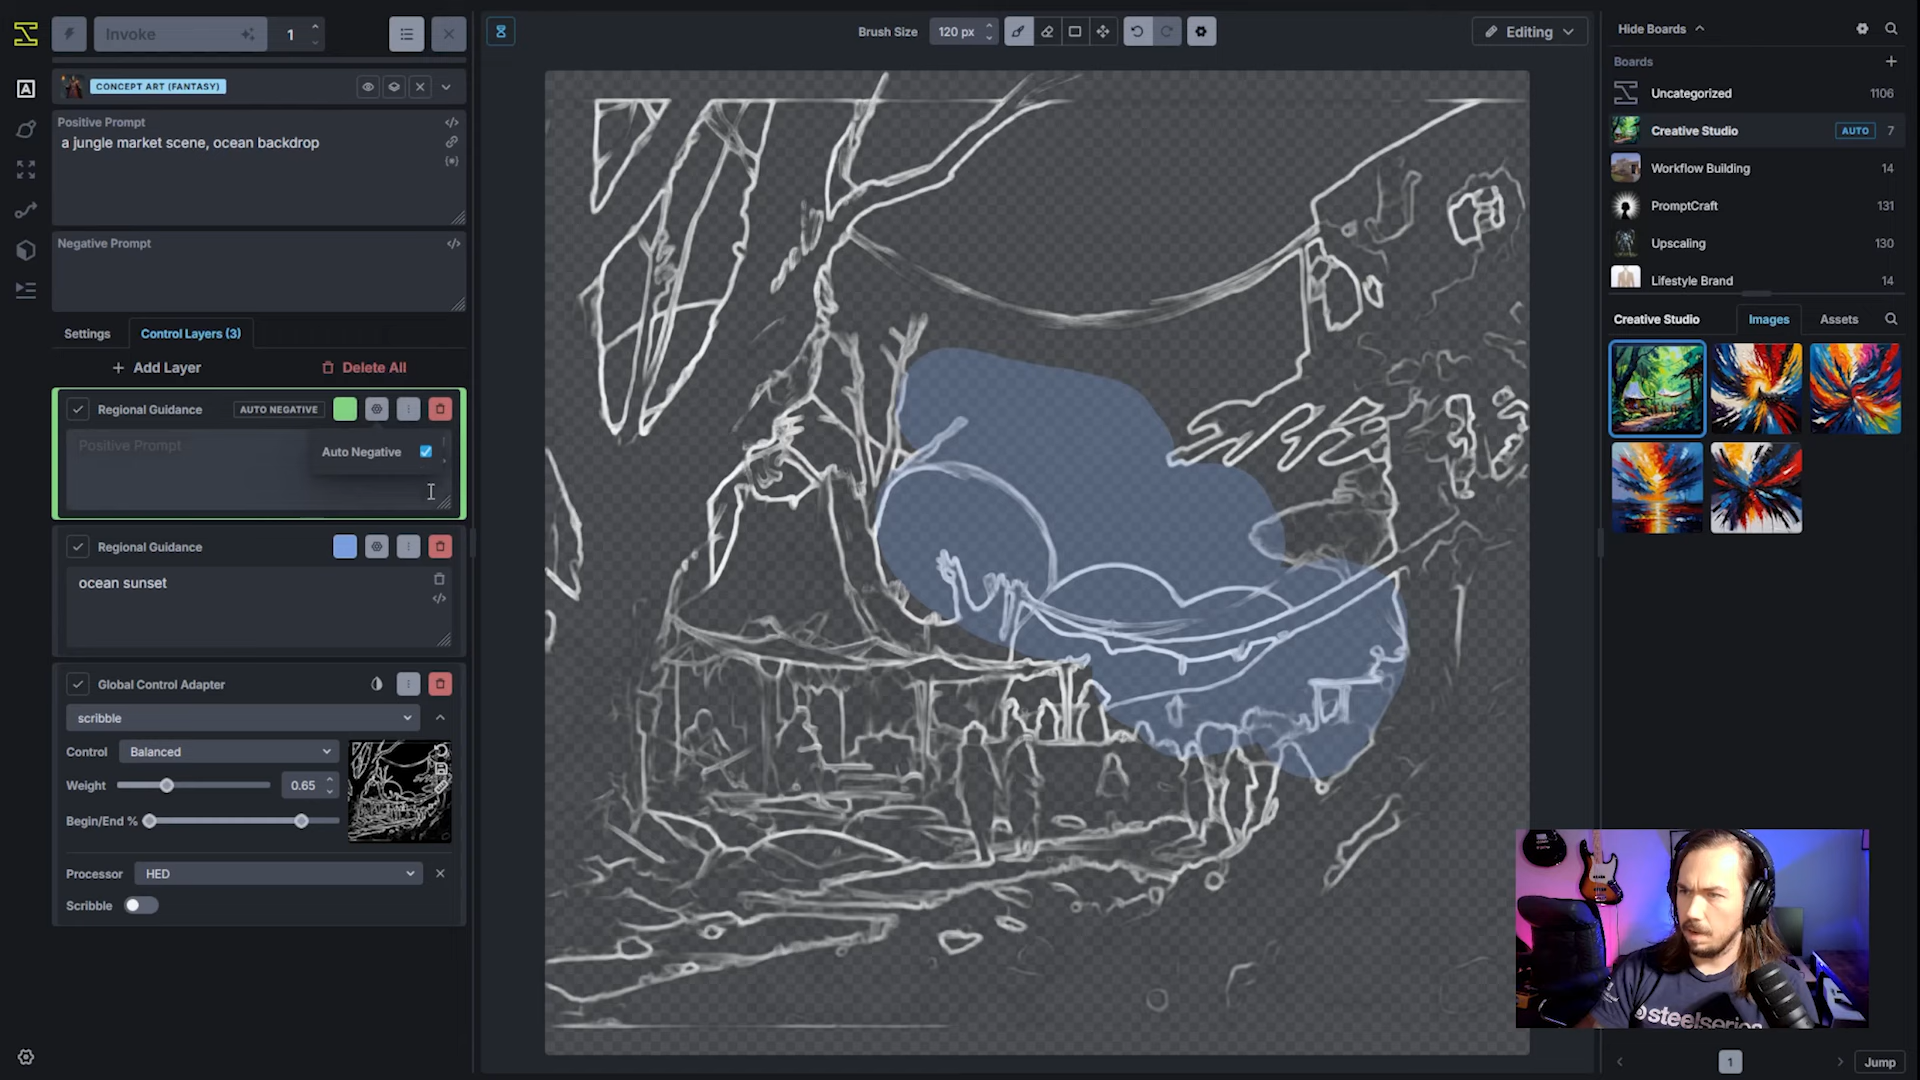 Invoke
1
Brush Size
120 px
Editing
Hide Boards
CONCEPT ART (FANTASY)
Positive Prompt
a jungle market scene, ocean backdrop
Negative Prompt
Settings
Control Layers (3)
Add Layer
Delete All
Regional Guidance
AUTO NEGATIVE
Positive Prompt
Auto Negative
Regional Guidance
ocean sunset
Global Control Adapter
scribble
Control
Balanced
Weight
0.65
Begin/End %
Processor
HED
Scribble
Boards
Uncategorized
1106
Creative Studio
AUTO
7
Workflow Building
14
PromptCraft
131
Upscaling
130
Lifestyle Brand
14
Creative Studio
Images
Assets
steelseries
1
Jump